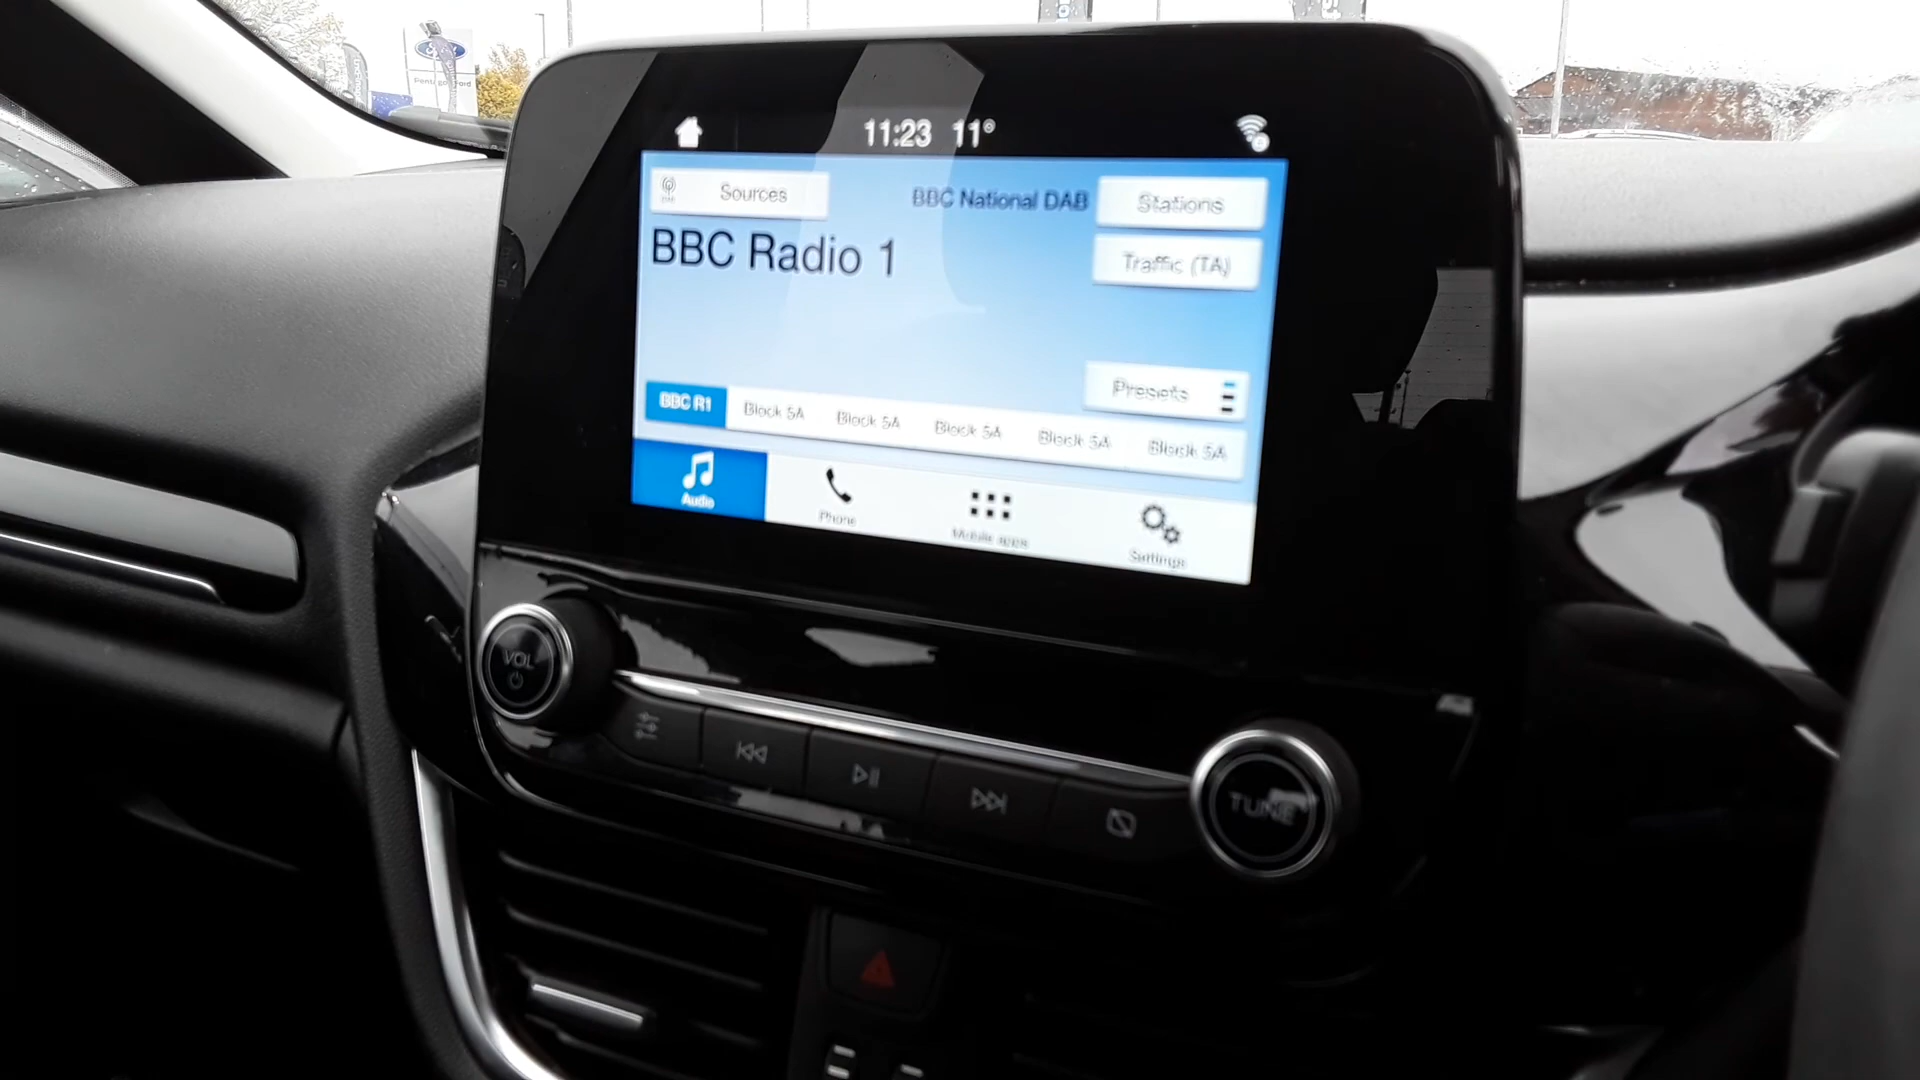 Ford
11:23 11°
Sources
BBC National DAB
Stations
BBC Radio 1
Traffic (TA)
Presets
BBC R1
Block 5A
Block 5A
Block 5A
Block 5A
Block 5A
Audio
Phone
Mobile apps
Settings
VOL
TUNE